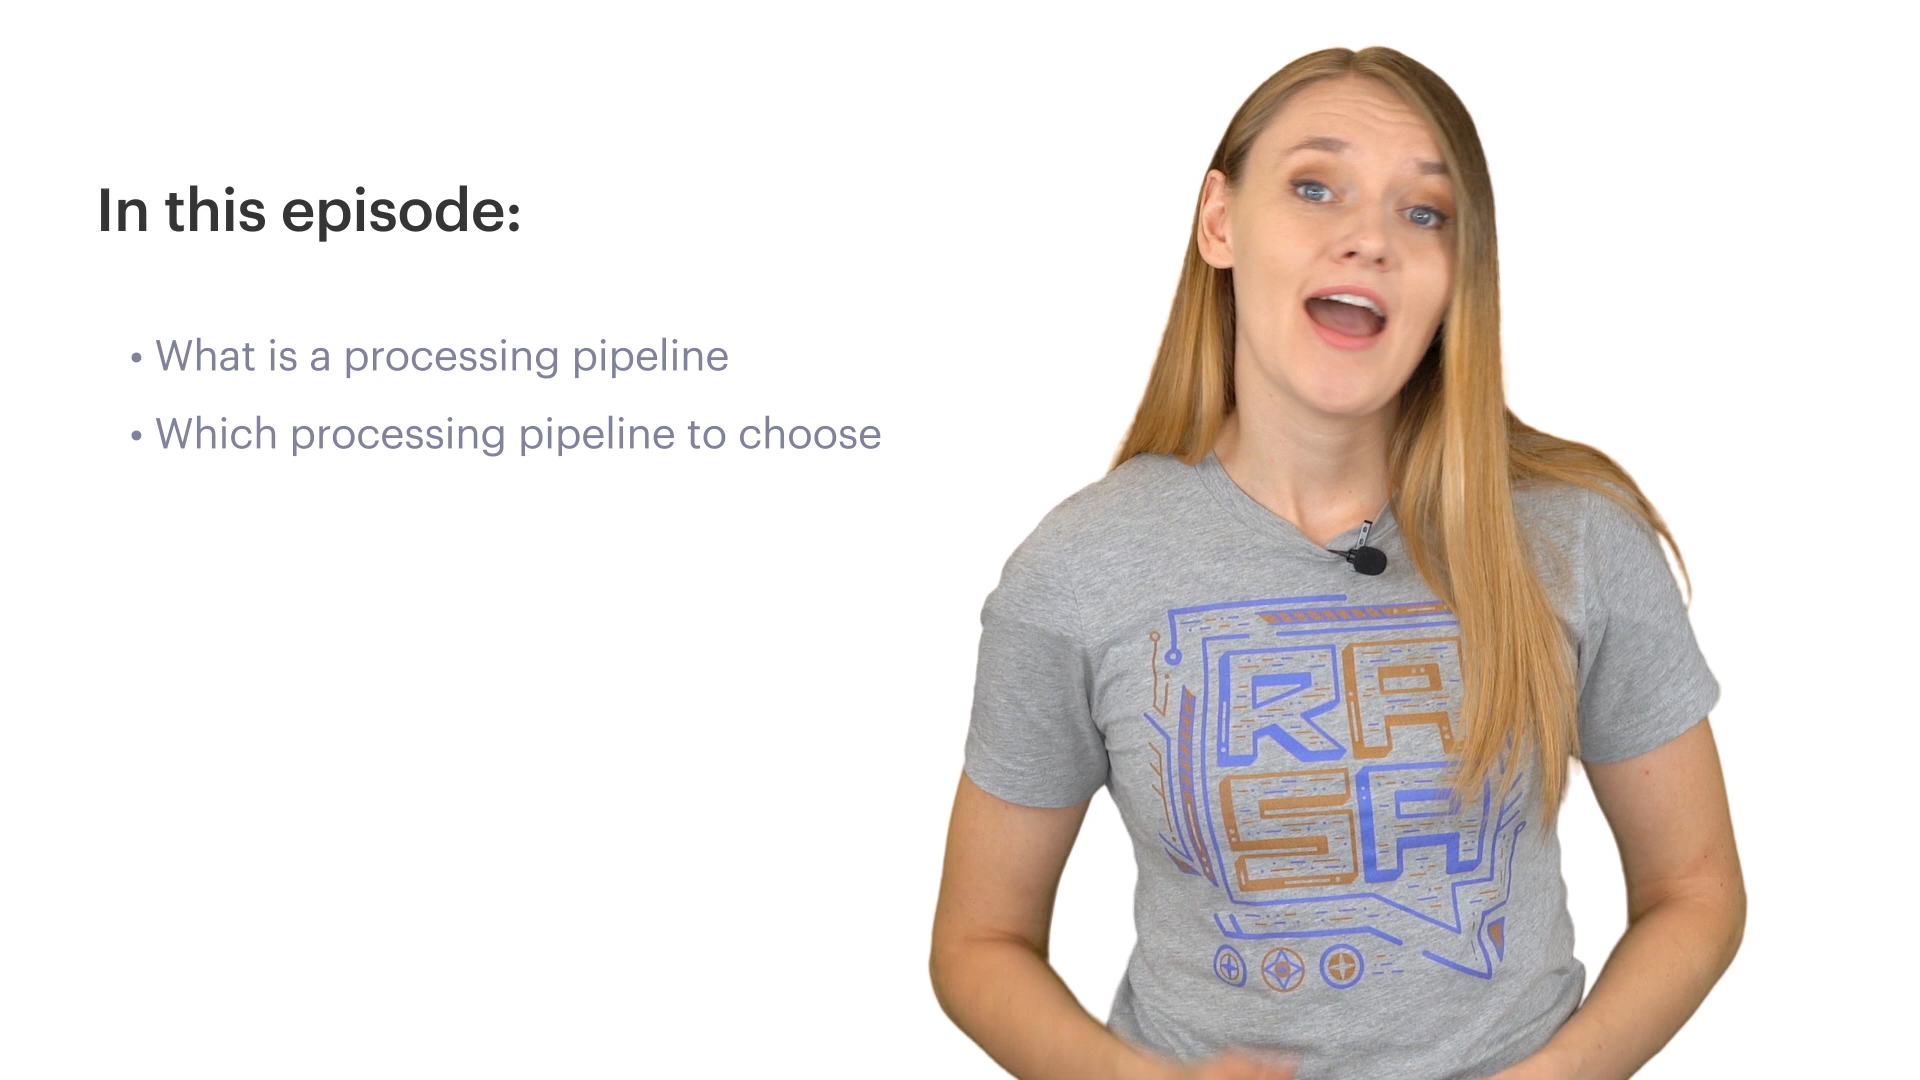 In this episode:
• What is a processing pipeline
• Which processing pipeline to choose
RA
SA